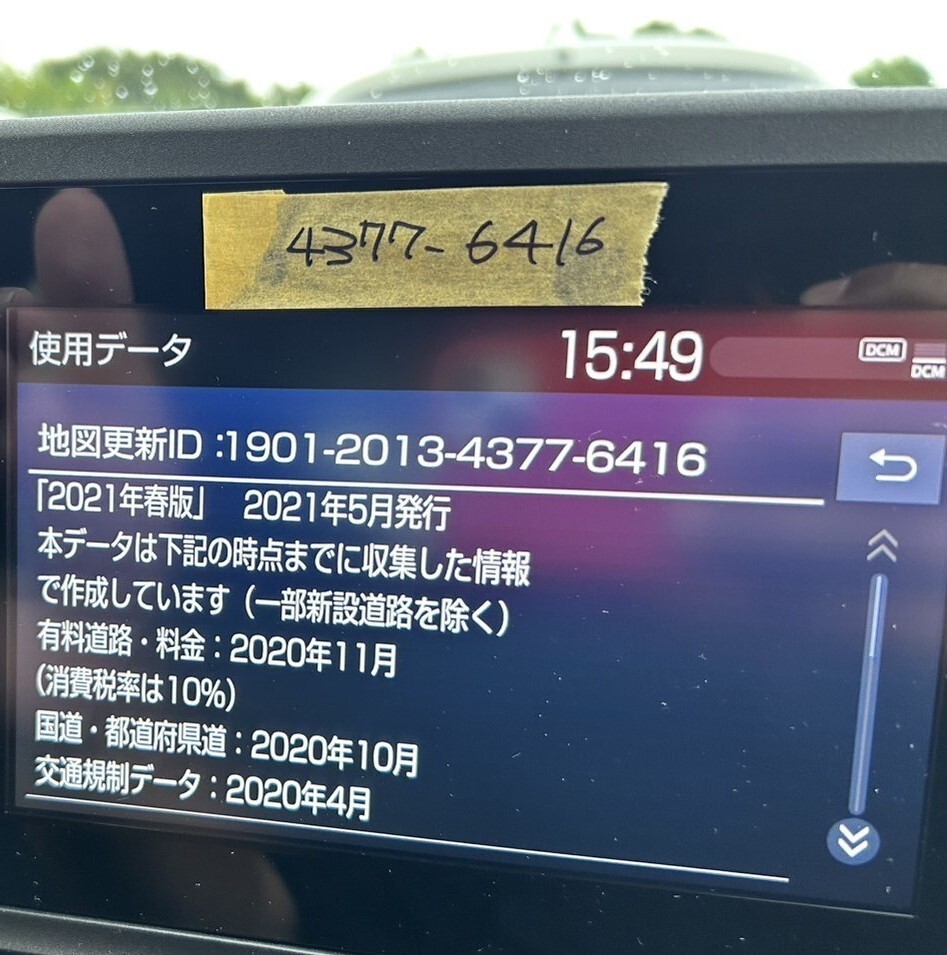 4377-6416
使用データ 15:49 DCM
DCM
地図更新ID:1901-2013-4377-6416
「2021年春版」 2021年5月発行
本データは下記の時点までに収集した情報
で作成しています（一部新設道路を除く）
有料道路・料金：2020年11月
(消費税率は10%)
国道・都道府県道：2020年10月
交通規制データ：2020年4月